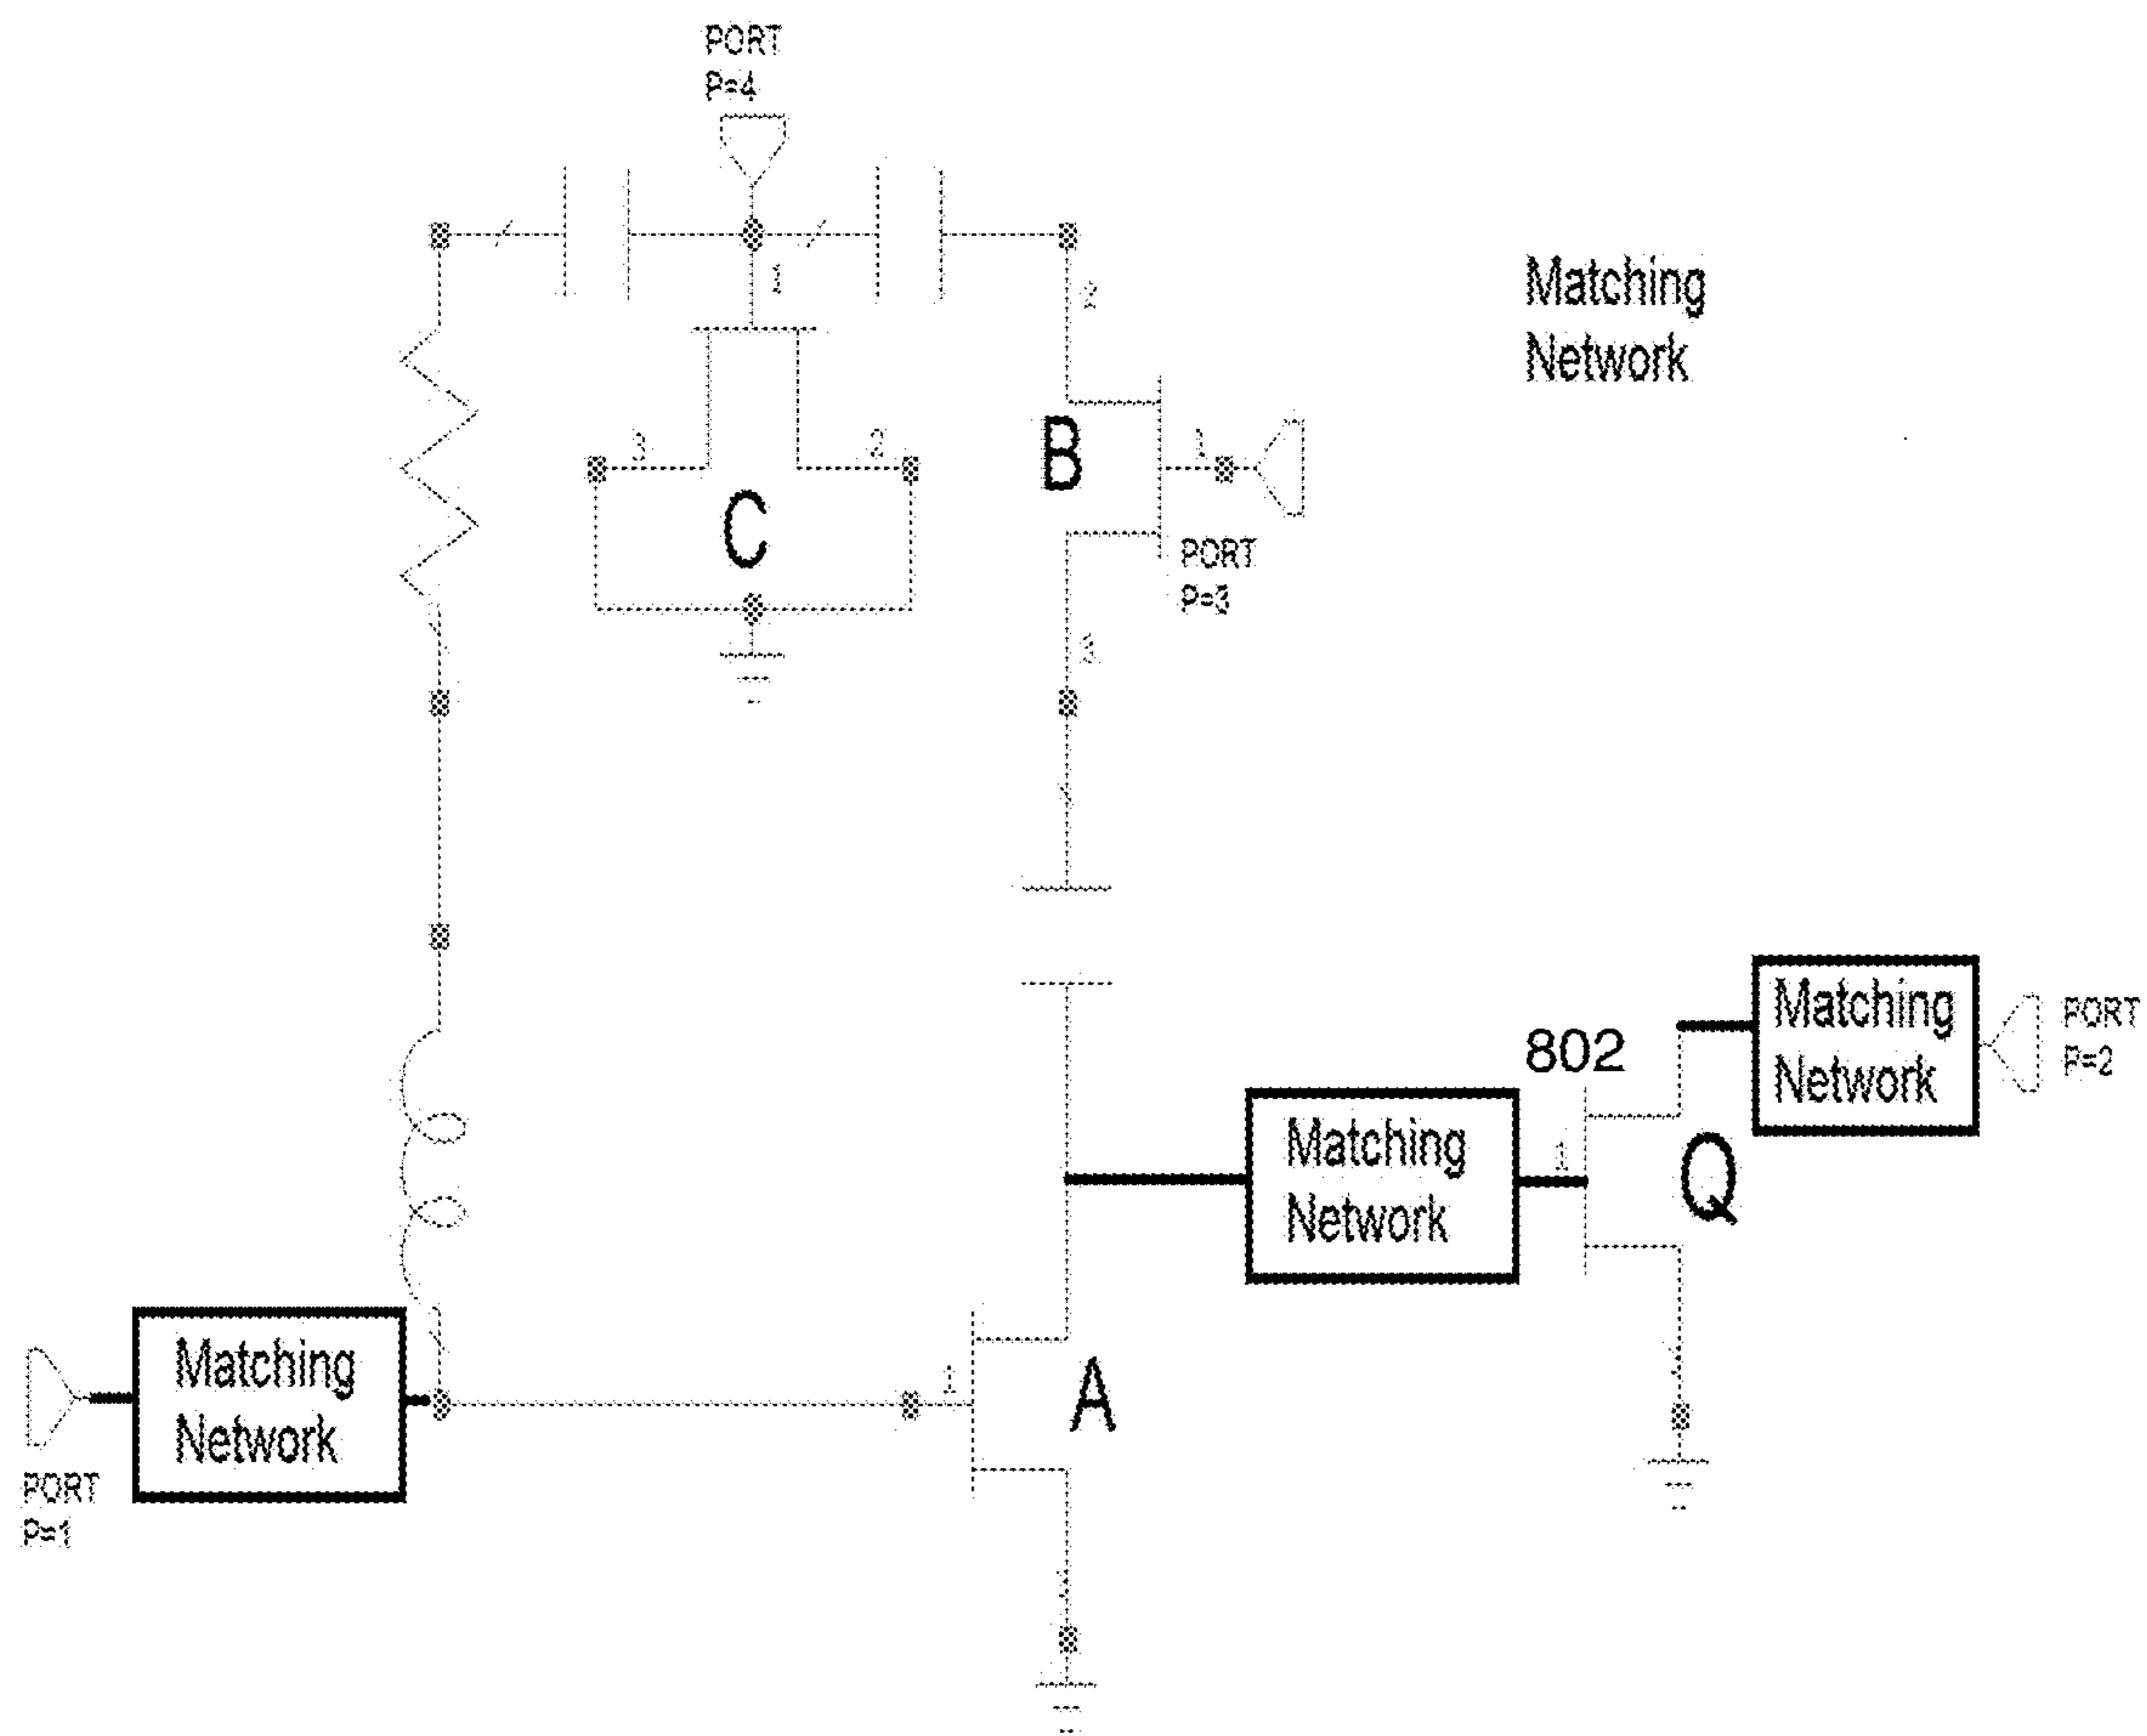 PORT
P=4
1
2
Matching
Network
3
2
B
1
C
PORT
P=3
3
802
Matching
Network
PORT
P=2
Matching
Network
1
Q
Matching
Network
1
A
PORT
P=1
3